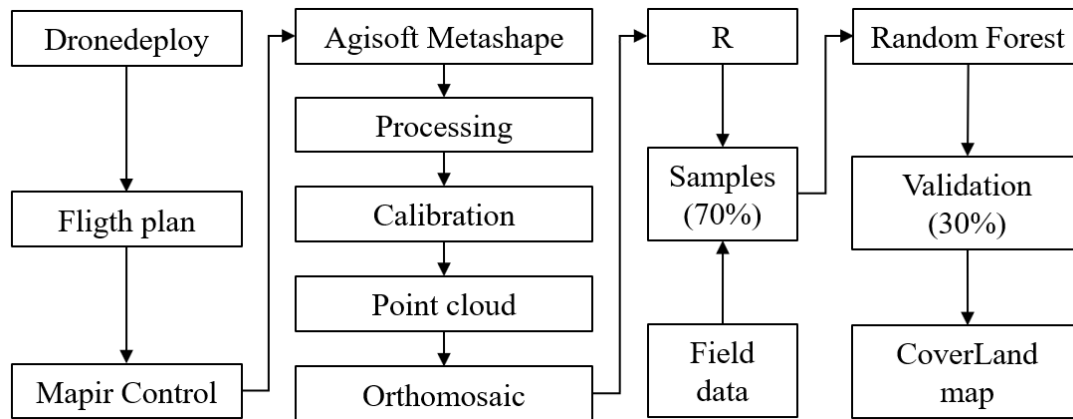 Dronedeploy
Fligth plan
Mapir Control
Agisoft Metashape
Processing
Calibration
Point cloud
Orthomosaic
R
Samples
(70%)
Field
data
Random Forest
Validation
(30%)
CoverLand
map